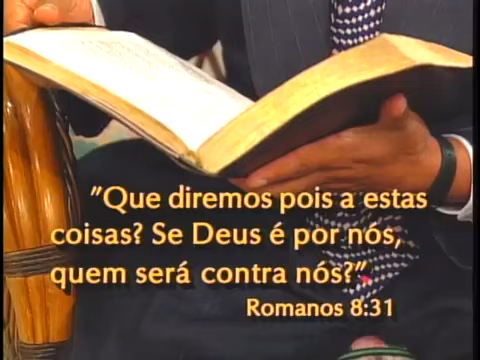 "Que diremos pois a estas
coisas? Se Deus é por nós,
quem será contra nós?".
Romanos 8:31